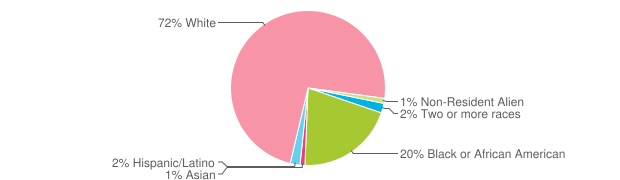 72% White
1% Non-Resident Alien
2% Two or more races
20% Black or African American
2% Hispanic/Latino
1% Asian